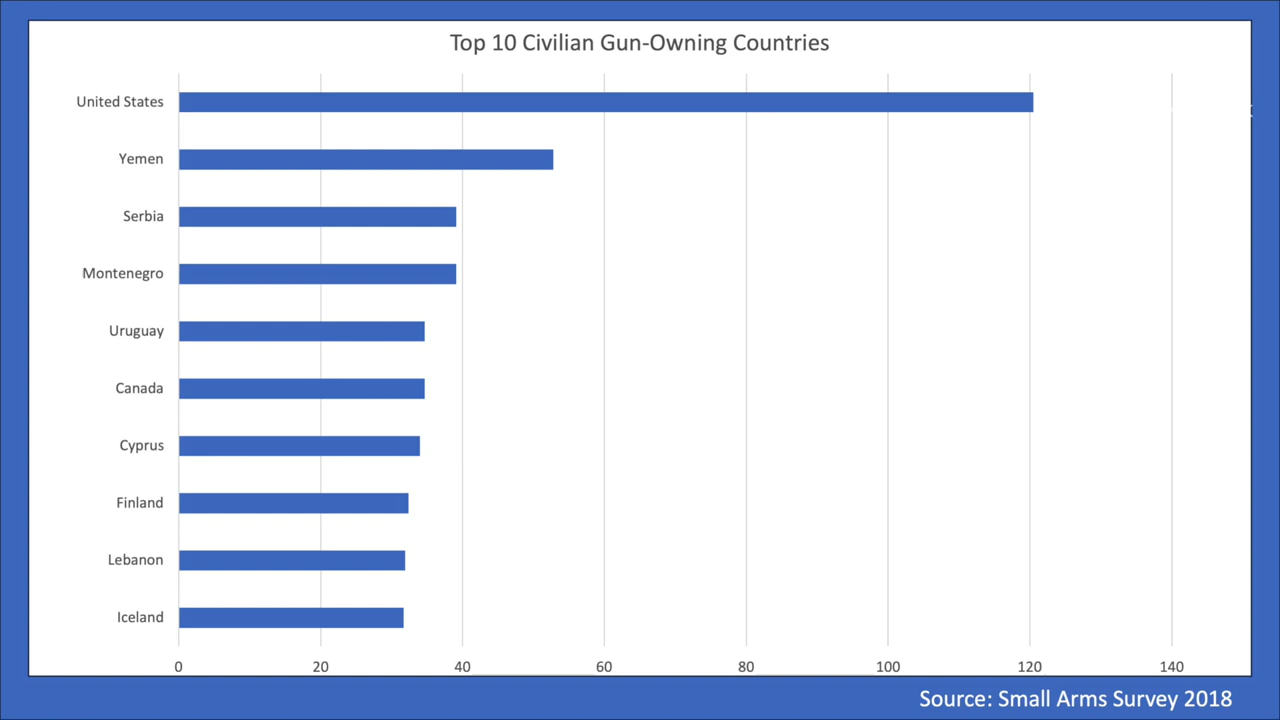 Top 10 Civilian Gun-Owning Countries
United States
Yemen
Serbia
Montenegro
Uruguay
Canada
Cyprus
Finland
Lebanon
Iceland
0 20 40 60 80 100 120 140
Source: Small Arms Survey 2018